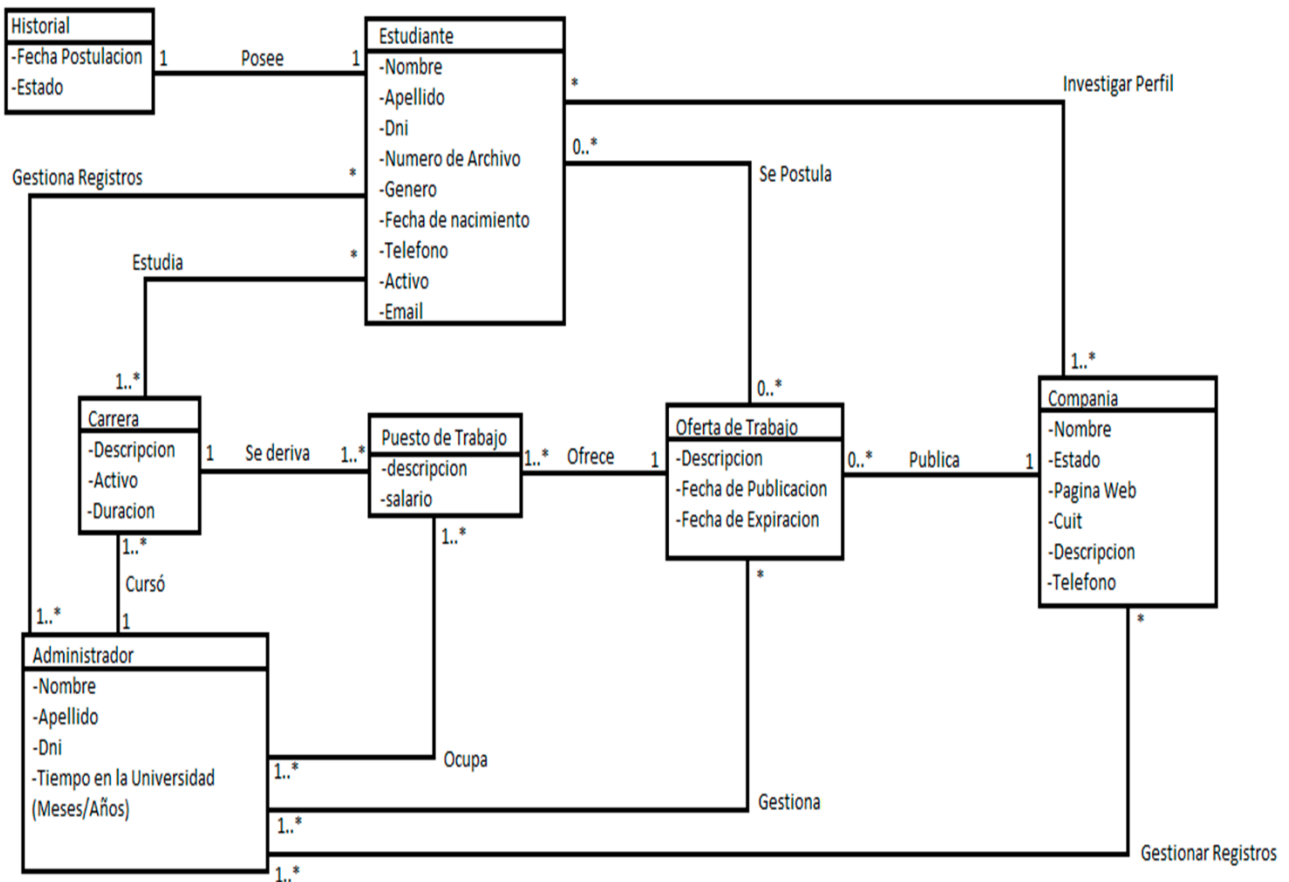 Historial
-Fecha Postulacion
-Estado
1
Posee
1
Estudiante
-Nombre
-Apellido
-Dni
-Numero de Archivo
-Genero
-Fecha de nacimiento
-Telefono
-Activo
-Email
*
Investigar Perfil
0..*
Se Postula
Gestiona Registros
*
Estudia
*
1..*
0..*
1..*
Carrera
-Descripcion
-Activo
-Duracion
1
Se deriva
1..*
Puesto de Trabajo
-descripcion
-salario
1..*
Ofrece
1
Oferta de Trabajo
-Descripcion
-Fecha de Publicacion
-Fecha de Expiracion
0..*
Publica
1
Compania
-Nombre
-Estado
-Pagina Web
-Cuit
-Descripcion
-Telefono
1..*
Cursó
1
1..*
1..*
*
*
Administrador
-Nombre
-Apellido
-Dni
-Tiempo en la Universidad
(Meses/Años)
1..*
Ocupa
1..*
Gestiona
1..*
Gestionar Registros